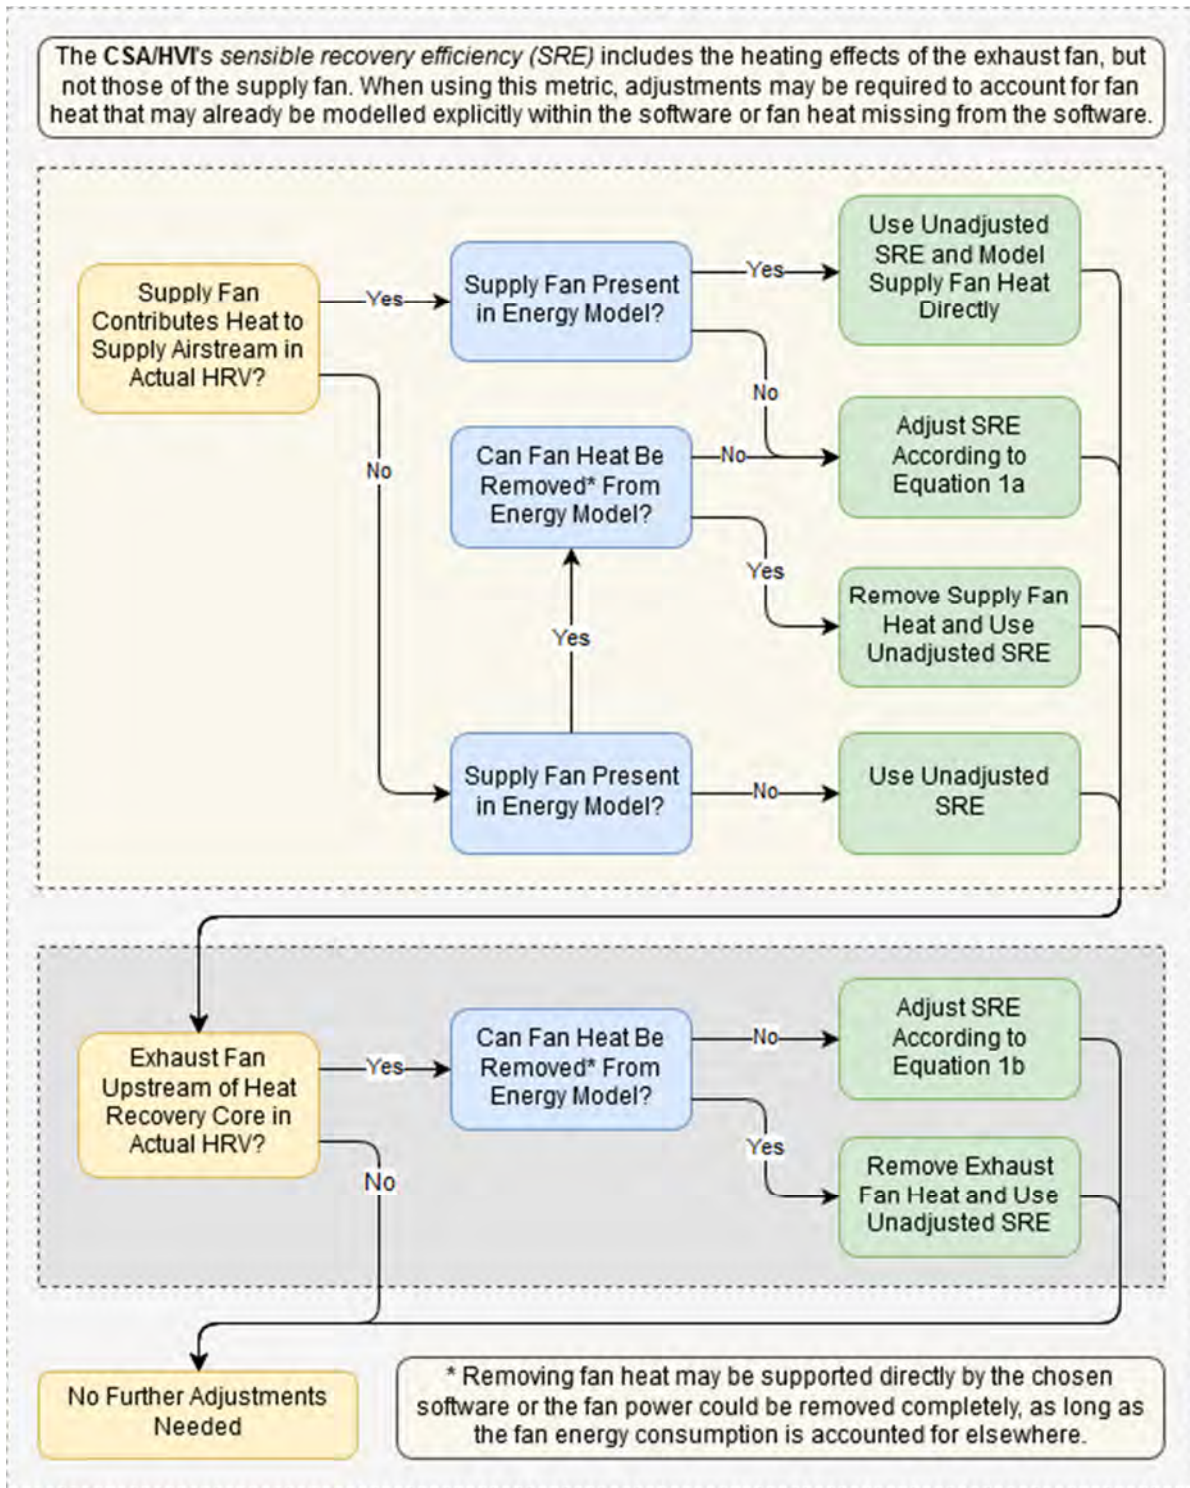 The CSA/HVI's sensible recovery efficiency (SRE) includes the heating effects of the exhaust fan, but
not those of the supply fan. When using this metric, adjustments may be required to account for fan
heat that may already be modelled explicitly within the software or fan heat missing from the software.
Supply Fan
Contributes Heat to
Supply Airstream in
Actual HRV?
Yes
No
Supply Fan Present
in Energy Model?
Yes
No
Use Unadjusted
SRE and Model
Supply Fan Heat
Directly
Can Fan Heat Be
Removed* From
Energy Model?
No
Yes
Adjust SRE
According to
Equation 1a
Remove Supply Fan
Heat and Use
Unadjusted SRE
Yes
Supply Fan Present
in Energy Model?
No
Use Unadjusted
SRE
Exhaust Fan
Upstream of Heat
Recovery Core in
Actual HRV?
Yes
No
Can Fan Heat Be
Removed* From
Energy Model?
No
Yes
Adjust SRE
According to
Equation 1b
Remove Exhaust
Fan Heat and Use
Unadjusted SRE
No Further Adjustments
Needed
* Removing fan heat may be supported directly by the chosen
software or the fan power could be removed completely, as long as
the fan energy consumption is accounted for elsewhere.